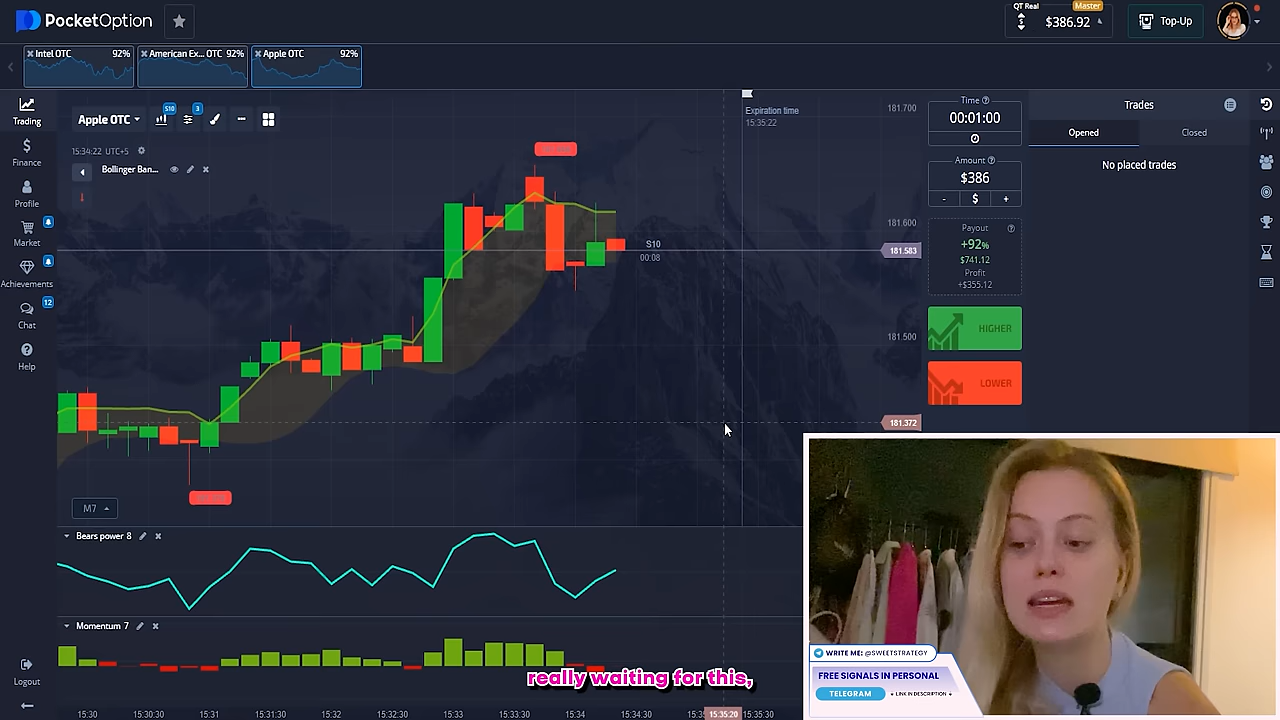 PocketOption
QT Real
Master
$386.92
Top-Up
Intel OTC 92%
American Ex... OTC 92%
Apple OTC 92%
Trading
Finance
Profile
Market
Achievements
12
Chat
Help
Logout
Apple OTC
S10
3
15:34:22 UTC+5
Bollinger Ban...
Expiration time
15:35:22
S10
00:08
181.700
181.600
181.583
181.500
181.372
M7
Bears power 8
Momentum 7
15:30
15:30:30
15:31
15:31:30
15:32
15:32:30
15:33
15:33:30
15:34
15:34:30
15:35:20
15:35:30
Time
00:01:00
Amount
$386
- $ +
Payout
+92%
$741.12
Profit
+$355.12
HIGHER
LOWER
Trades
Opened
Closed
No placed trades
really waiting for this,
WRITE ME: @SWEETSTRATEGY
FREE SIGNALS IN PERSONAL
TELEGRAM
LINK IN DESCRIPTION